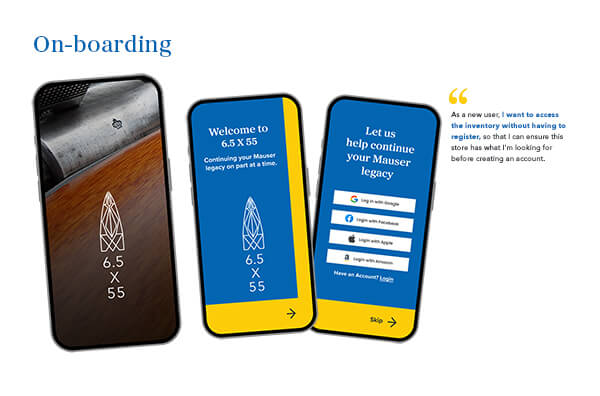 On-boarding
6.5
X
55
Welcome to
6.5 X 55
Continuing your Mauser
legacy on part at a time.
6.5
X
55
Let us
help continue
your Mauser
legacy
Log in with Google
Login with Facebook
Login with Apple
Login with Amazon
Have an Account? Login
Skip
“
As a new user, I want to access
the inventory without having to
register, so that I can ensure this
store has what I'm looking for
before creating an account.